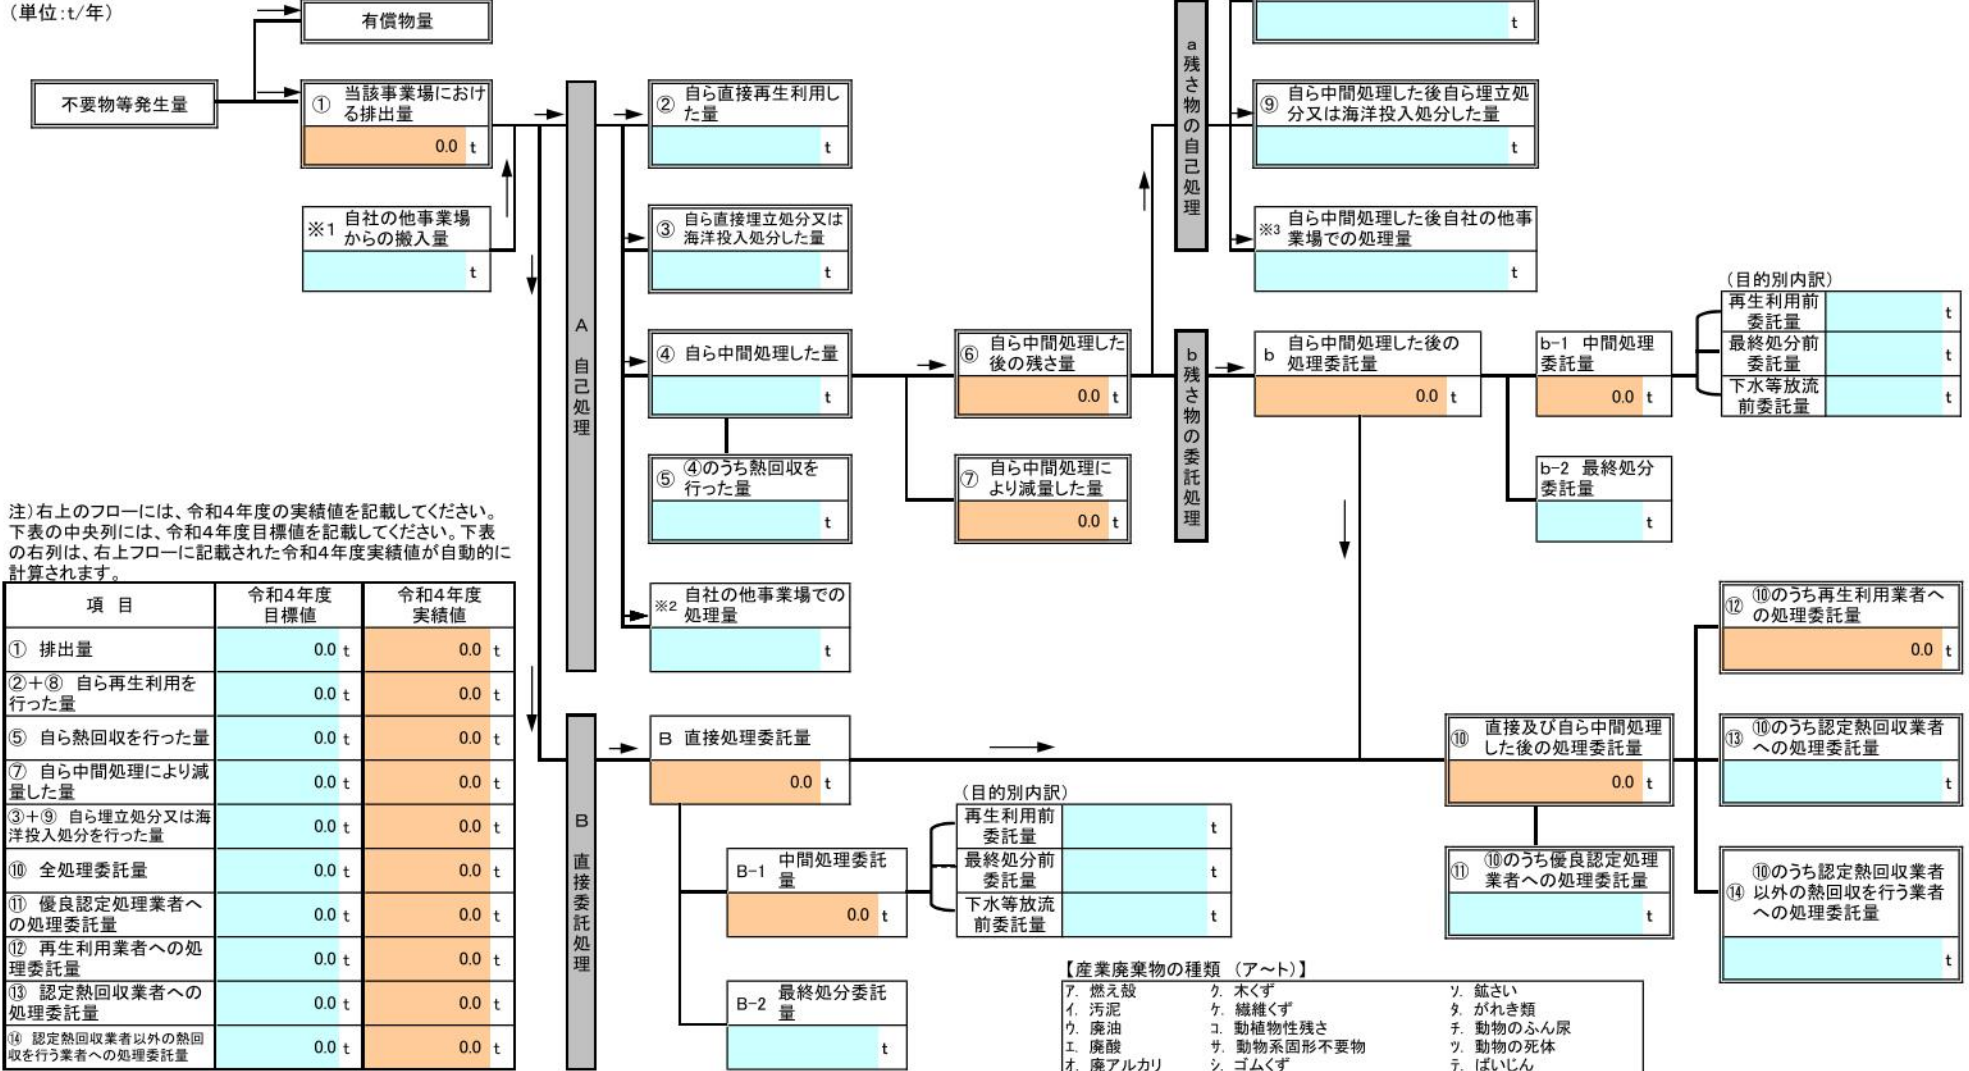 （単位：t/年）
有償物量
不要物等発生量
① 当該事業場におけ
る排出量
0.0 t
※1 自社の他事業場
からの搬入量
t
A 自己処理
② 自ら直接再生利用し
た量
t
③ 自ら直接埋立処分又は
海洋投入処分した量
t
④ 自ら中間処理した量
t
⑤ ④のうち熱回収を
行った量
t
※2 自社の他事業場での
処理量
t
⑥ 自ら中間処理した
後の残さ量
0.0 t
⑦ 自ら中間処理に
より減量した量
0.0 t
a 残さ物の自己処理
t
⑨ 自ら中間処理した後自ら埋立処
分又は海洋投入処分した量
t
※3 自ら中間処理した後自社の他事
業場での処理量
t
b 残さ物の委託処理
b 自ら中間処理した後の
処理委託量
0.0 t
b-1 中間処理
委託量
0.0 t
b-2 最終処分
委託量
t
（目的別内訳）
再生利用前
委託量
t
最終処分前
委託量
t
下水等放流
前委託量
t
注）右上のフローには、令和4年度の実績値を記載してください。
下表の中央列には、令和4年度目標値を記載してください。下表
の右列は、右上フローに記載された令和4年度実績値が自動的に
計算されます。
項 目
令和4年度
目標値
令和4年度
実績値
① 排出量 0.0 t 0.0 t
②＋⑧ 自ら再生利用を
行った量 0.0 t 0.0 t
⑤ 自ら熱回収を行った量 0.0 t 0.0 t
⑦ 自ら中間処理により減
量した量 0.0 t 0.0 t
③＋⑨ 自ら埋立処分又は海
洋投入処分を行った量 0.0 t 0.0 t
⑩ 全処理委託量 0.0 t 0.0 t
⑪ 優良認定処理業者へ
の処理委託量 0.0 t 0.0 t
⑫ 再生利用業者への処
理委託量 0.0 t 0.0 t
⑬ 認定熱回収業者への
処理委託量 0.0 t 0.0 t
⑭ 認定熱回収業者以外の熱回
収を行う業者への処理委託量 0.0 t 0.0 t
B 直接委託処理
B 直接処理委託量
0.0 t
B-1 中間処理委託
量
0.0 t
B-2 最終処分委託
量
t
（目的別内訳）
再生利用前
委託量
t
最終処分前
委託量
t
下水等放流
前委託量
t
⑩ 直接及び自ら中間処理
した後の処理委託量
0.0 t
⑪ ⑩のうち優良認定処理
業者への処理委託量
t
⑫ ⑩のうち再生利用業者へ
の処理委託量
0.0 t
⑬ ⑩のうち認定熱回収業者
への処理委託量
t
⑭ ⑩のうち認定熱回収業者
以外の熱回収を行う業者
への処理委託量
t
【産業廃棄物の種類 （ア～ト）】
ア. 燃え殻 ク. 木くず ソ. 鉱さい
イ. 汚泥 ケ. 繊維くず タ. がれき類
ウ. 廃油 コ. 動植物性残さ チ. 動物のふん尿
エ. 廃酸 サ. 動物系固形不要物 ツ. 動物の死体
オ. 廃アルカリ シ. ゴムくず テ. ばいじん